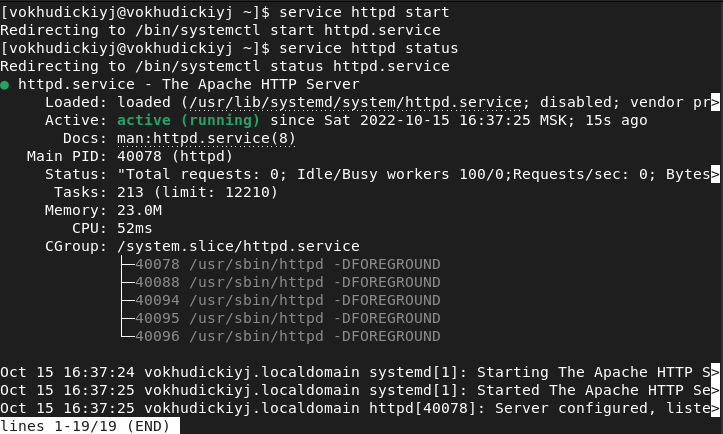 [vokhudickiyj@vokhudickiyj ~]$ service httpd start
Redirecting to /bin/systemctl start httpd.service
[vokhudickiyj@vokhudickiyj ~]$ service httpd status
Redirecting to /bin/systemctl status httpd.service
● httpd.service - The Apache HTTP Server
     Loaded: loaded (/usr/lib/systemd/system/httpd.service; disabled; vendor pr>
     Active: active (running) since Sat 2022-10-15 16:37:25 MSK; 15s ago
       Docs: man:httpd.service(8)
   Main PID: 40078 (httpd)
     Status: "Total requests: 0; Idle/Busy workers 100/0;Requests/sec: 0; Bytes>
      Tasks: 213 (limit: 12210)
     Memory: 23.0M
        CPU: 52ms
     CGroup: /system.slice/httpd.service
             ├─40078 /usr/sbin/httpd -DFOREGROUND
             ├─40088 /usr/sbin/httpd -DFOREGROUND
             ├─40094 /usr/sbin/httpd -DFOREGROUND
             ├─40095 /usr/sbin/httpd -DFOREGROUND
             └─40096 /usr/sbin/httpd -DFOREGROUND

Oct 15 16:37:24 vokhudickiyj.localdomain systemd[1]: Starting The Apache HTTP S>
Oct 15 16:37:25 vokhudickiyj.localdomain systemd[1]: Started The Apache HTTP Se>
Oct 15 16:37:25 vokhudickiyj.localdomain httpd[40078]: Server configured, liste>
lines 1-19/19 (END)